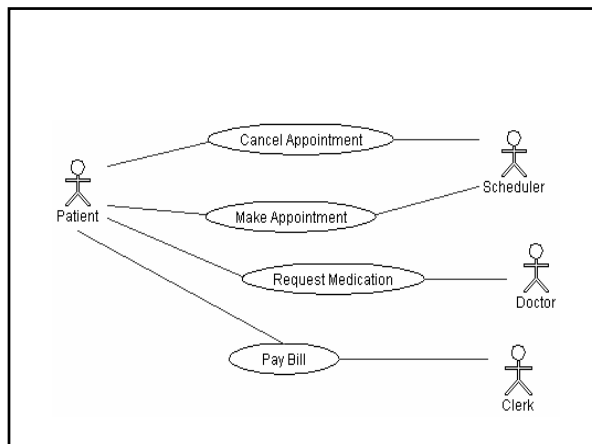 Cancel Appointment
Scheduler
Patient
Make Appointment
Request Medication
Doctor
Pay Bill
Clerk